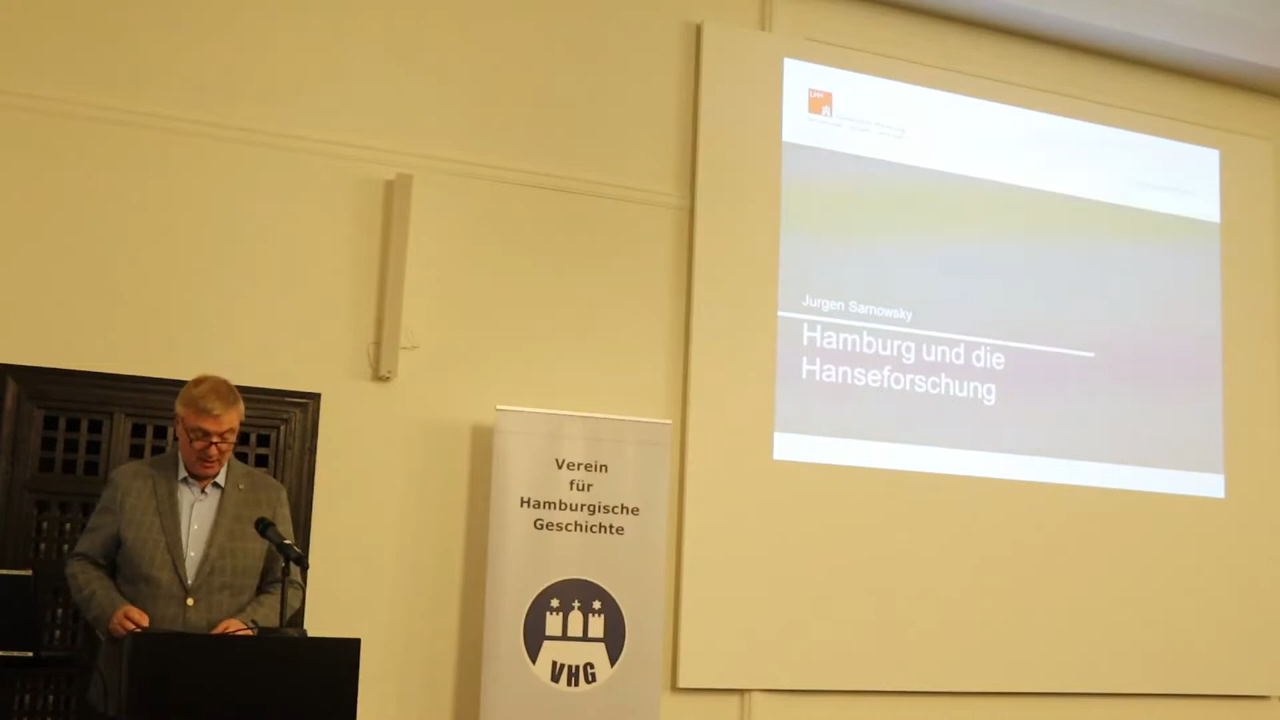 Verein
für
Hamburgische
Geschichte
VHG
Jurgen Sarnowsky
Hamburg und die
Hanseforschung